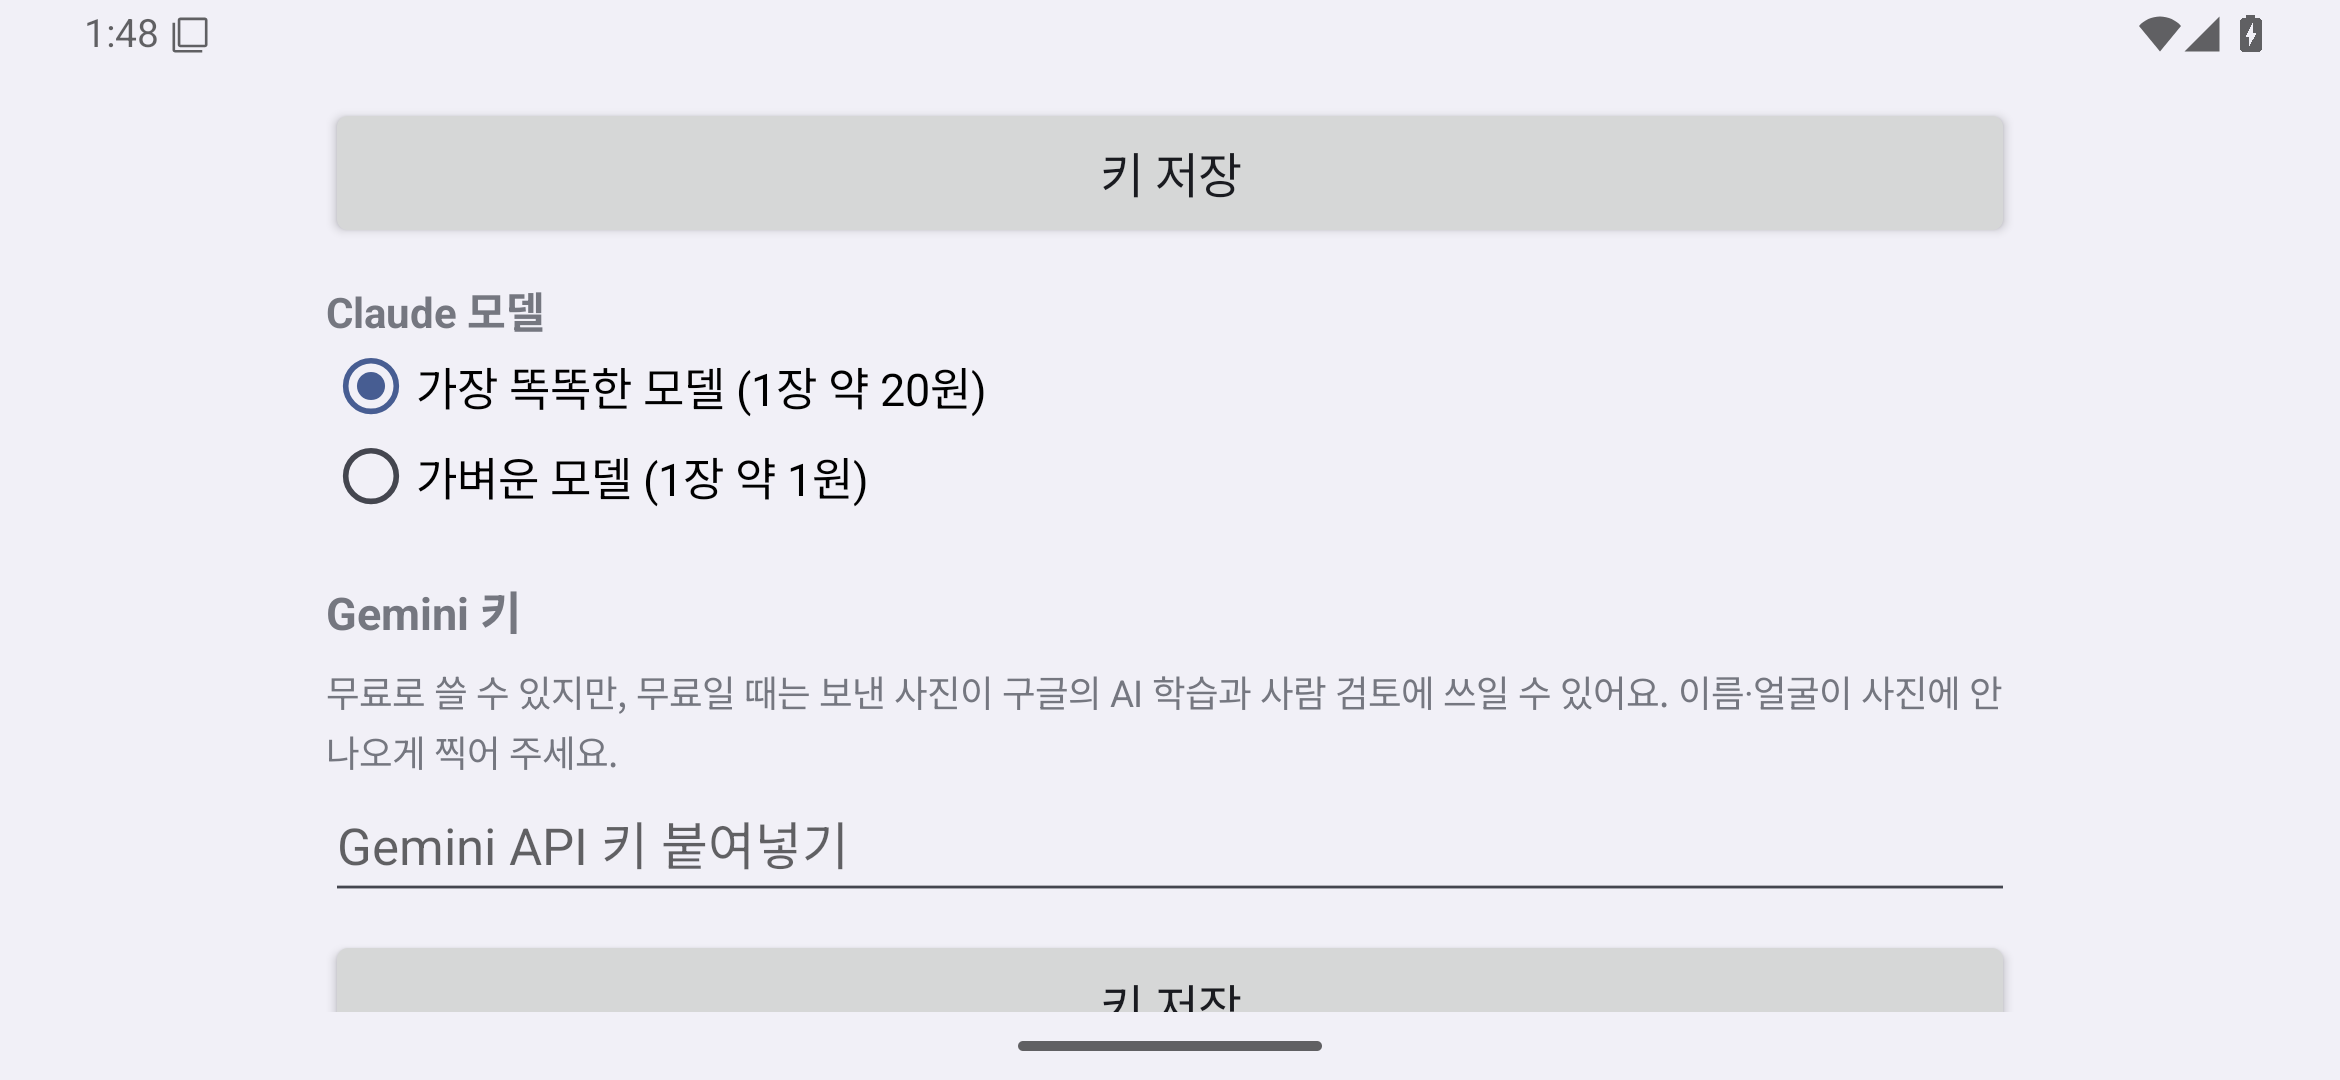 1:48
키 저장
Claude 모델
가장 똑똑한 모델 (1장 약 20원)
가벼운 모델 (1장 약 1원)
Gemini 키
무료로 쓸 수 있지만, 무료일 때는 보낸 사진이 구글의 AI 학습과 사람 검토에 쓰일 수 있어요. 이름·얼굴이 사진에 안
나오게 찍어 주세요.
Gemini API 키 붙여넣기
키 저장